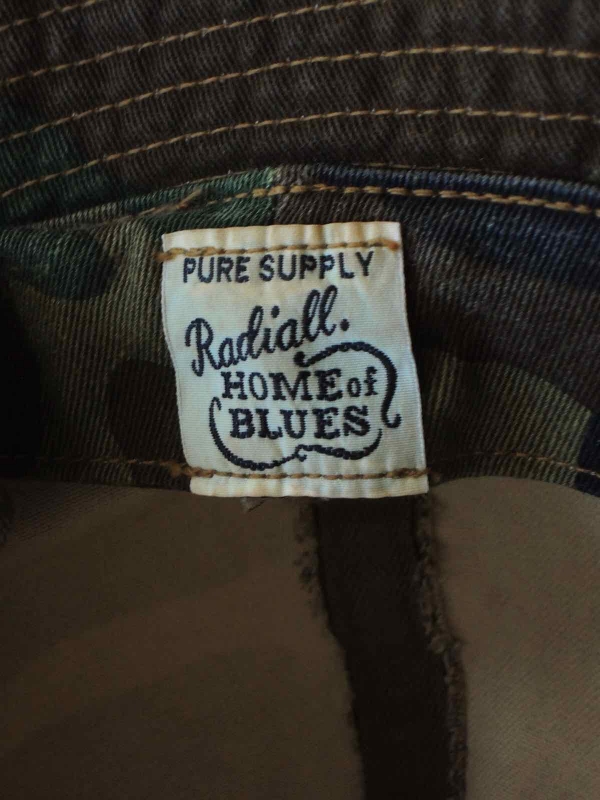 PURE SUPPLY
Radiall.
HOME of
BLUES